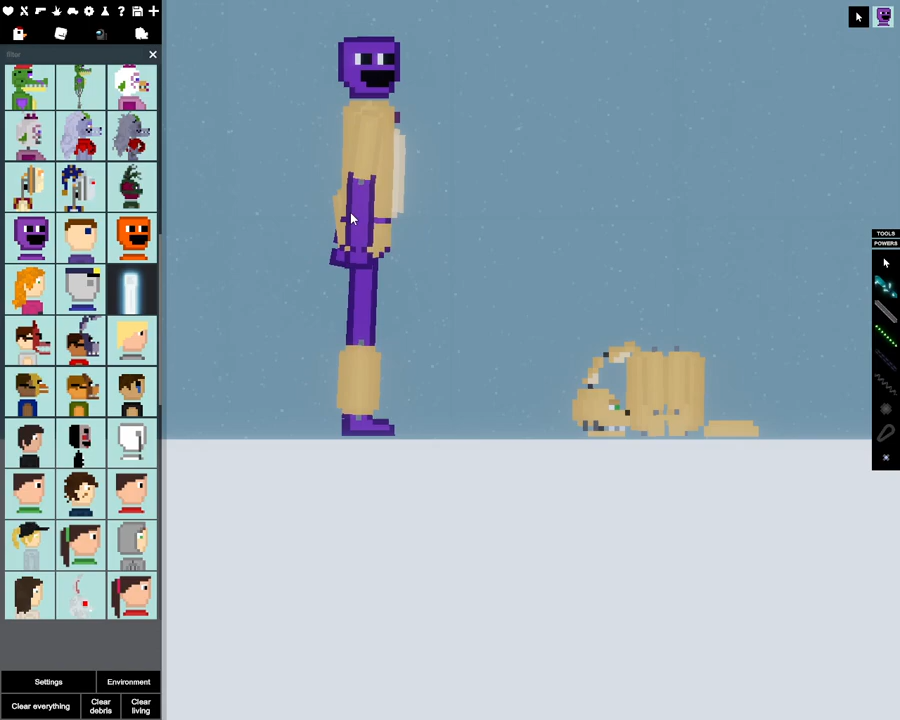 filter
TOOLS
POWERS
Settings
Environment
Clear everything
Clear
debris
Clear
living